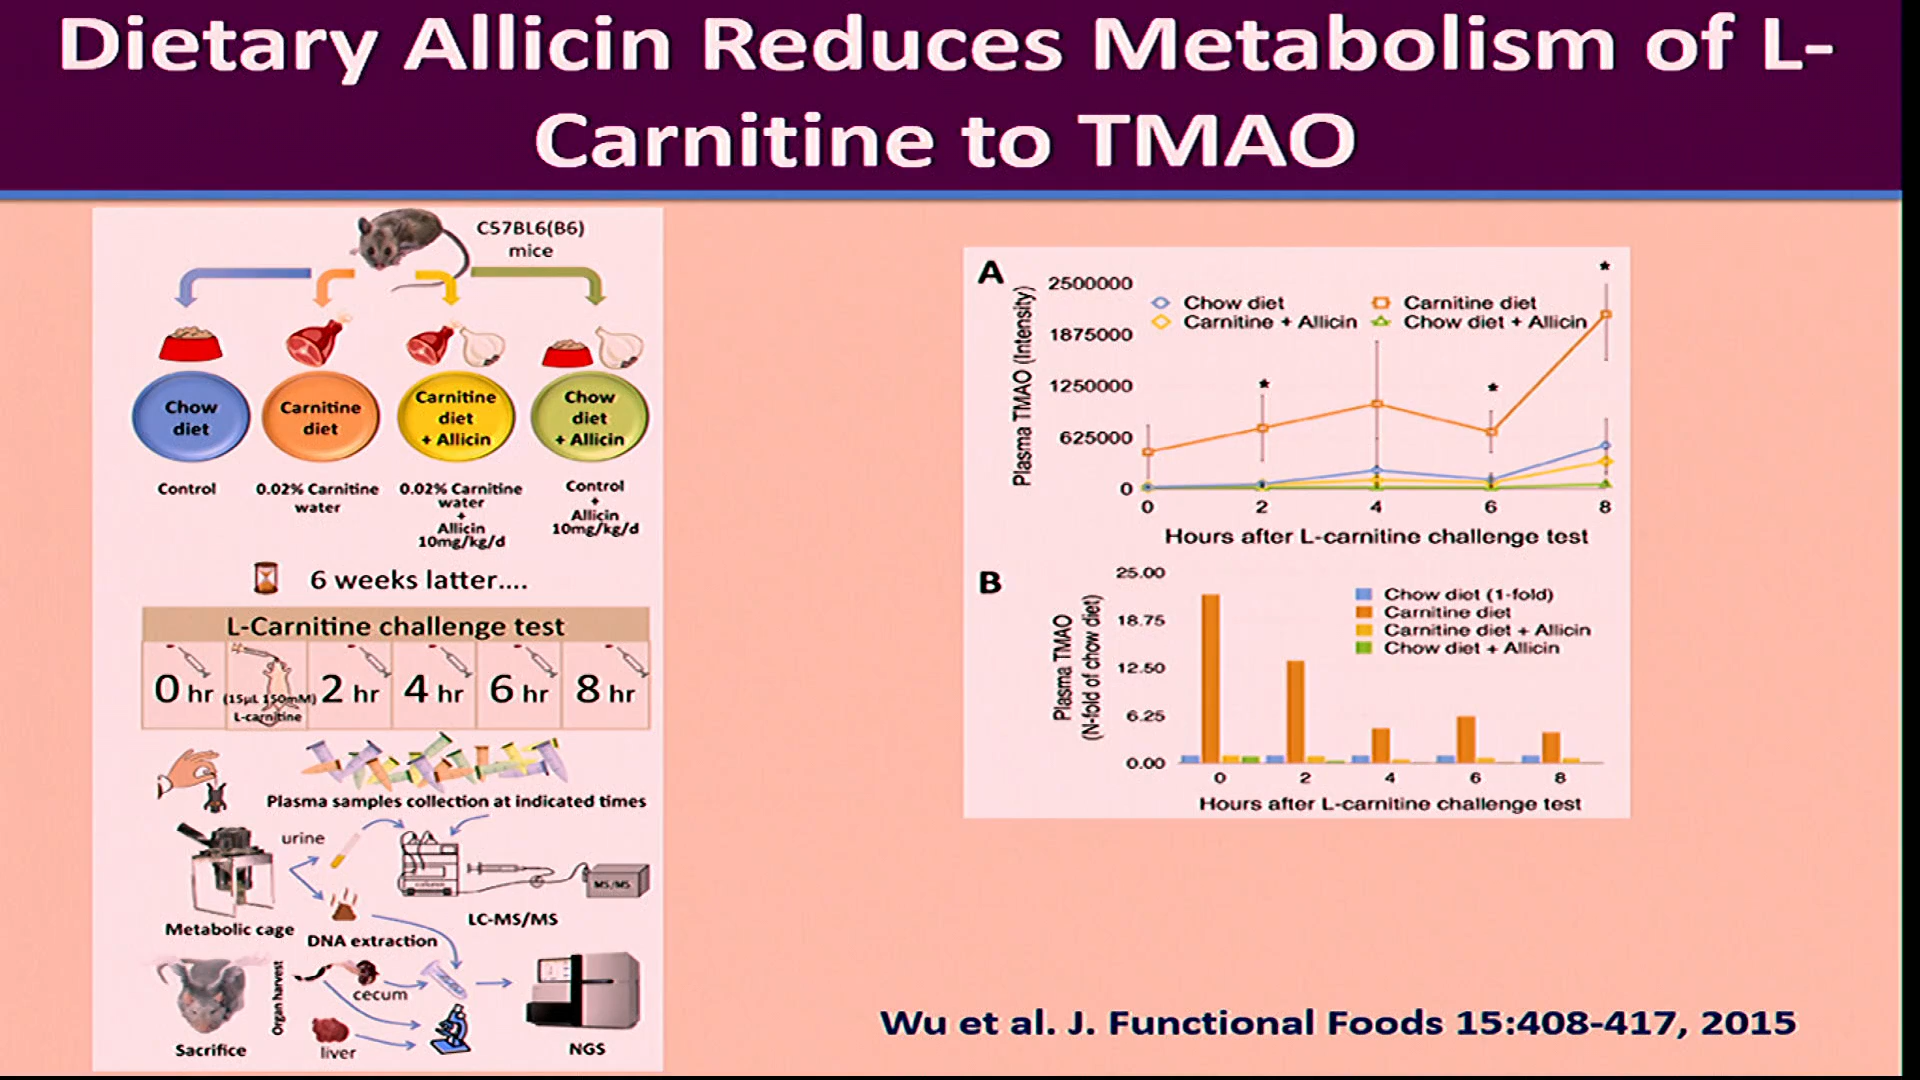 Dietary Allicin Reduces Metabolism of L-
Carnitine to TMAO
C57BL6(B6)
mice
Chow
diet
Carnitine
diet
Carnitine
diet
+ Allicin
Chow
diet
+ Allicin
Control
0.02% Carnitine
water
0.02% Carnitine
water
+
Allicin
10mg/kg/d
Control
+
Allicin
10mg/kg/d
6 weeks latter....
L-Carnitine challenge test
0 hr
(15µL 150mM)
L-carnitine
2 hr
4 hr
6 hr
8 hr
Plasma samples collection at indicated times
urine
Metabolic cage
DNA extraction
LC-MS/MS
MS/MS
Organ harvest
cecum
liver
Sacrifice
NGS
A
Plasma TMAO (Intensity)
2500000
1875000
1250000
625000
0
Chow diet
Carnitine diet
Carnitine + Allicin
Chow diet + Allicin
*
*
*
0 2 4 6 8
Hours after L-carnitine challenge test
B
Plasma TMAO
(N-fold of chow diet)
25.00
18.75
12.50
6.25
0.00
Chow diet (1-fold)
Carnitine diet
Carnitine diet + Allicin
Chow diet + Allicin
0 2 4 6 8
Hours after L-carnitine challenge test
Wu et al. J. Functional Foods 15:408-417, 2015